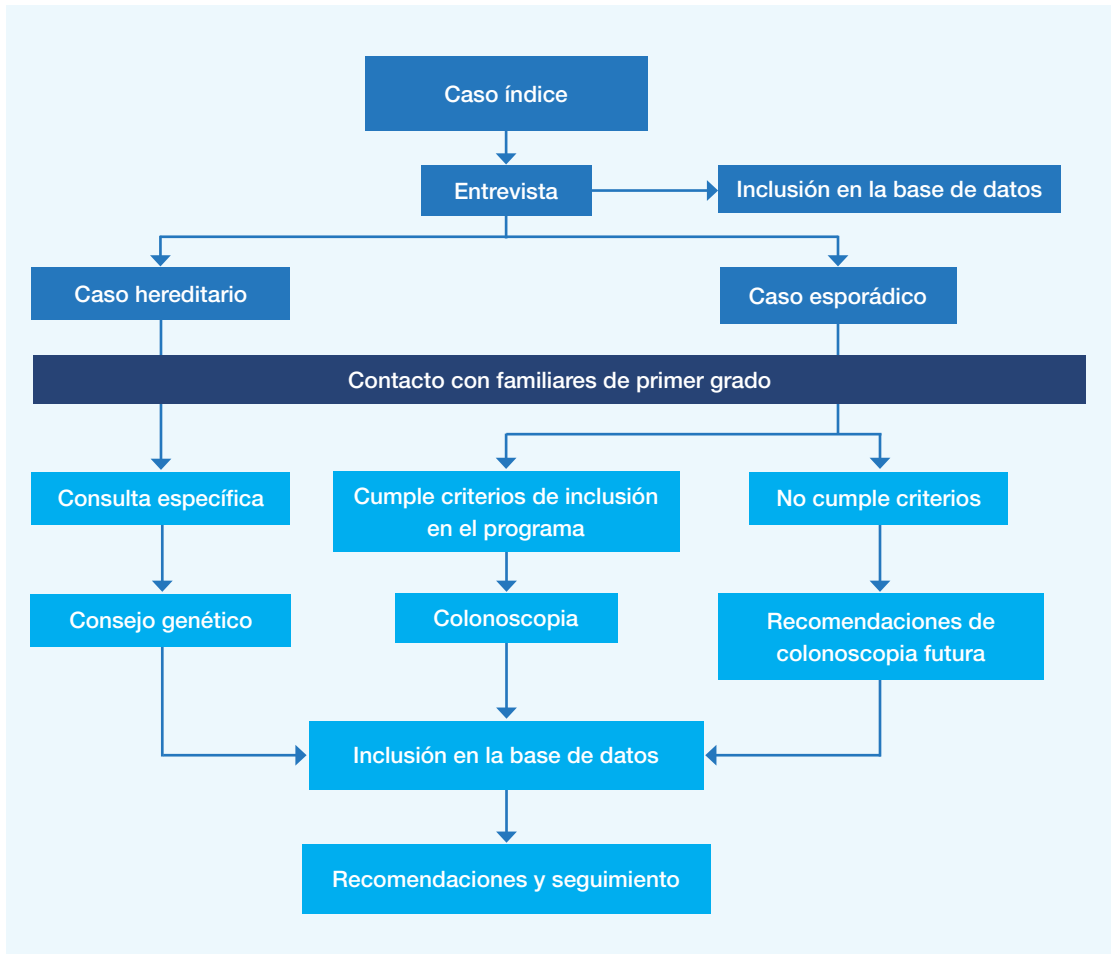 Caso índice
Entrevista
Inclusión en la base de datos
Caso hereditario
Caso esporádico
Contacto con familiares de primer grado
Consulta específica
Cumple criterios de inclusión
en el programa
No cumple criterios
Consejo genético
Colonoscopia
Recomendaciones de
colonoscopia futura
Inclusión en la base de datos
Recomendaciones y seguimiento